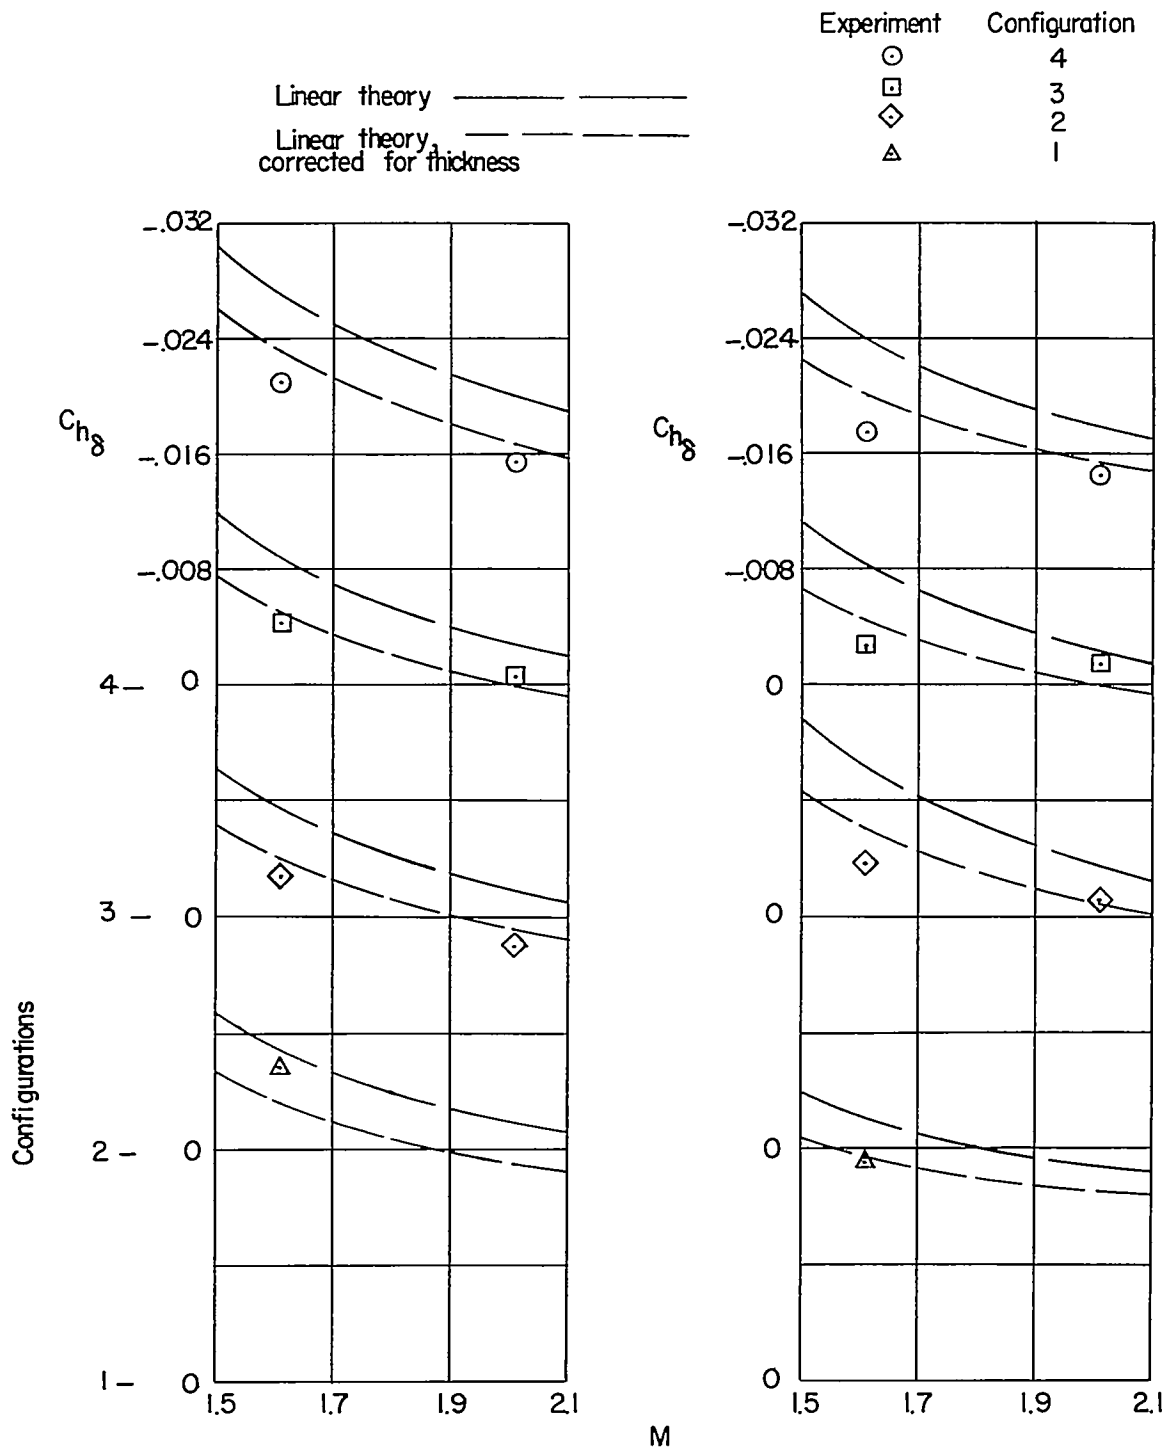 Experiment Configuration
4
Linear theory
3
2
Linear theory,
corrected for thickness
1
-.032
-.024
C_hδ
-.016
-.008
4- 0
3- 0
2- 0
1- 0
1.5 1.7 1.9 2.1
-.032
-.024
C_hδ
-.016
-.008
0
0
0
0
1.5 1.7 1.9 2.1
Configurations
M